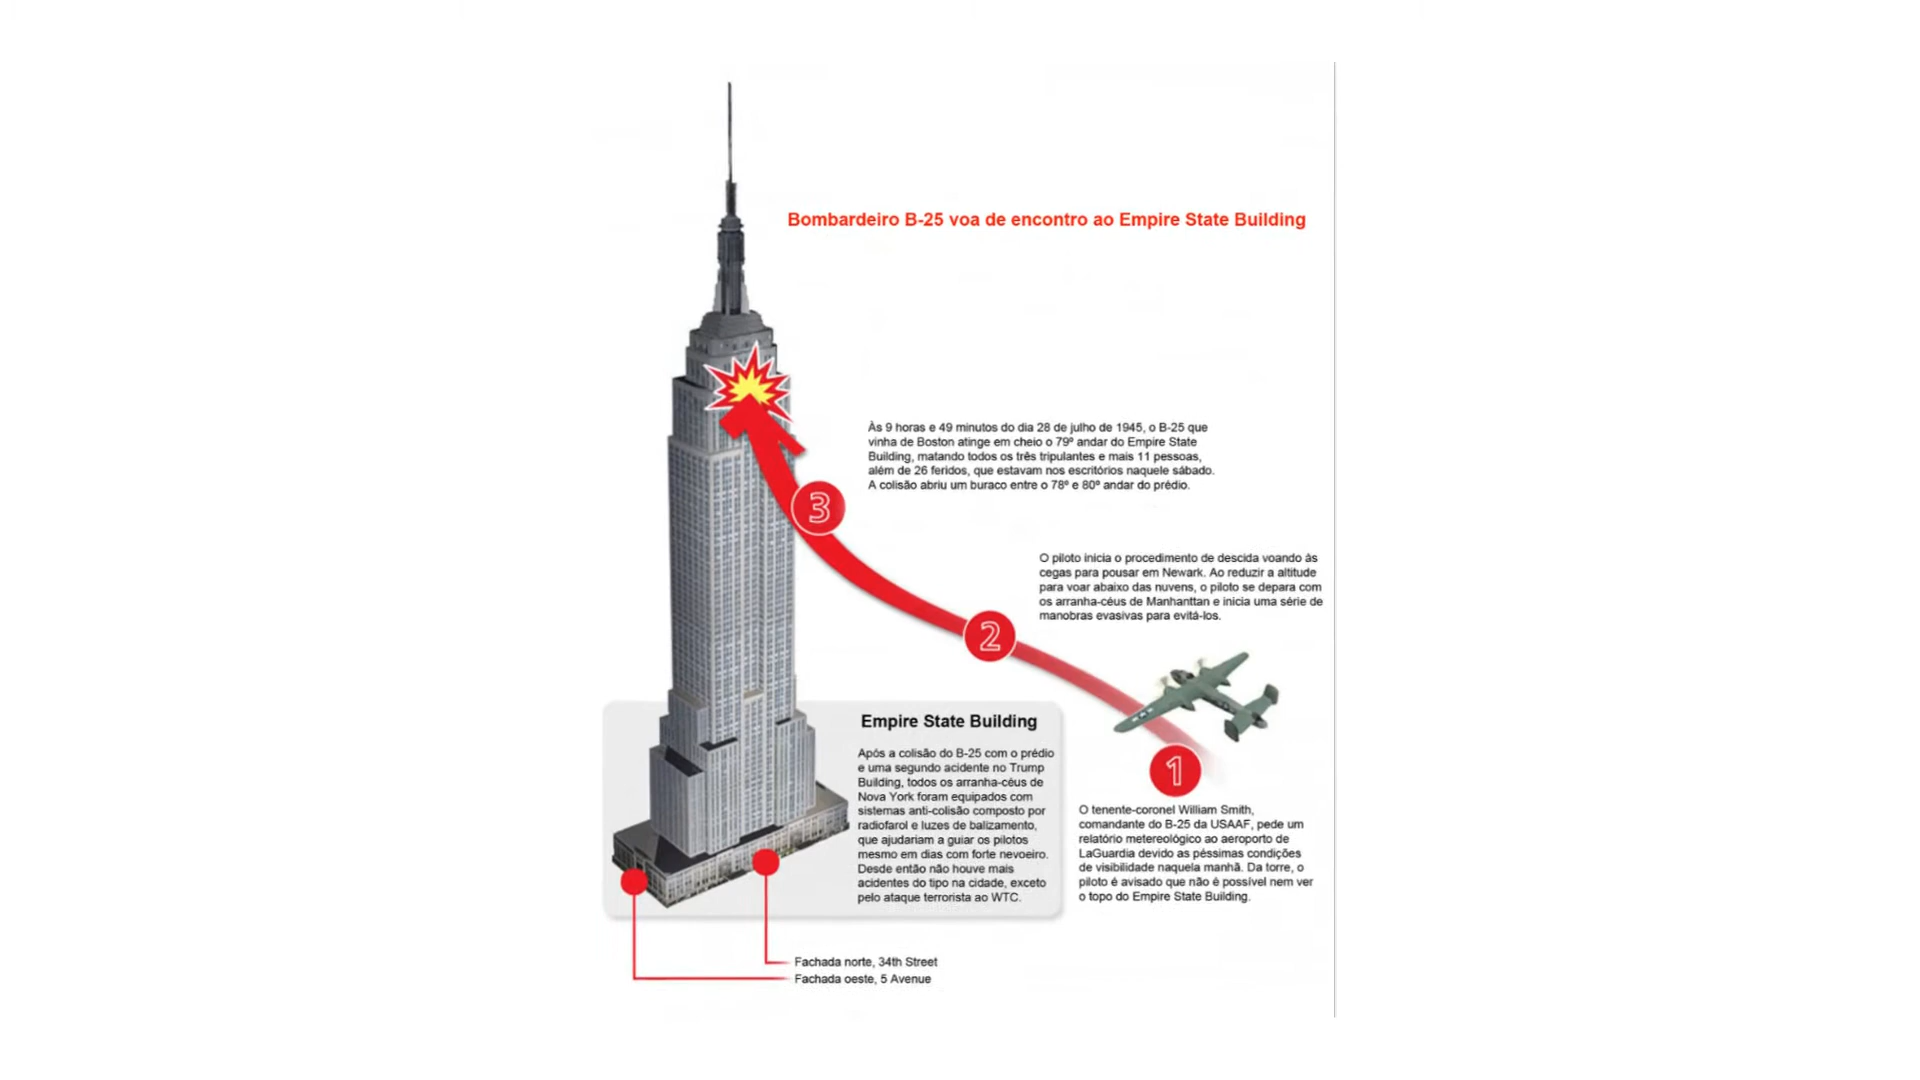 Bombardeiro B-25 voa de encontro ao Empire State Building
Às 9 horas e 49 minutos do dia 28 de julho de 1945, o B-25 que
vinha de Boston atinge em cheio o 79º andar do Empire State
Building, matando todos os três tripulantes e mais 11 pessoas,
além de 26 feridos, que estavam nos escritórios naquele sábado.
A colisão abriu um buraco entre o 78º e 80º andar do prédio.
3
O piloto inicia o procedimento de descida voando às
cegas para pousar em Newark. Ao reduzir a altitude
para voar abaixo das nuvens, o piloto se depara com
os arranha-céus de Manhanttan e inicia uma série de
manobras evasivas para evitá-los.
2
1
O tenente-coronel William Smith,
comandante do B-25 da USAAF, pede um
relatório metereológico ao aeroporto de
LaGuardia devido as péssimas condições
de visibilidade naquela manhã. Da torre, o
piloto é avisado que não é possível nem ver
o topo do Empire State Building.
Empire State Building
Após a colisão do B-25 com o prédio
e uma segundo acidente no Trump
Building, todos os arranha-céus de
Nova York foram equipados com
sistemas anti-colisão composto por
radiofarol e luzes de balizamento,
que ajudariam a guiar os pilotos
mesmo em dias com forte nevoeiro.
Desde então não houve mais
acidentes do tipo na cidade, exceto
pelo ataque terrorista ao WTC.
Fachada norte, 34th Street
Fachada oeste, 5 Avenue